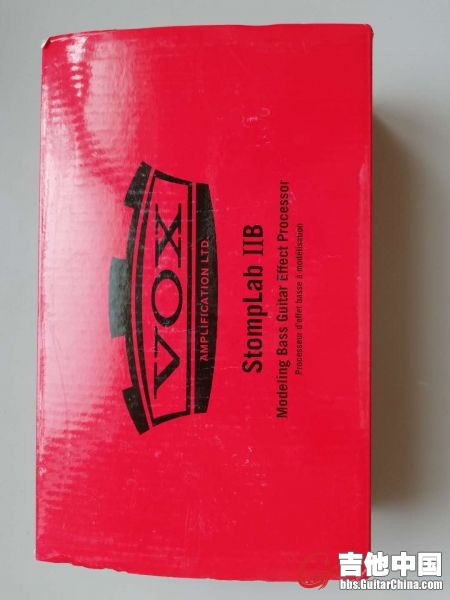 VOX
AMPLIFICATION LTD.
StompLab IIB
Modeling Bass Guitar Effect Processor
Processeur d'effet basse à modélisation
吉他中国
bbs.GuitarChina.com